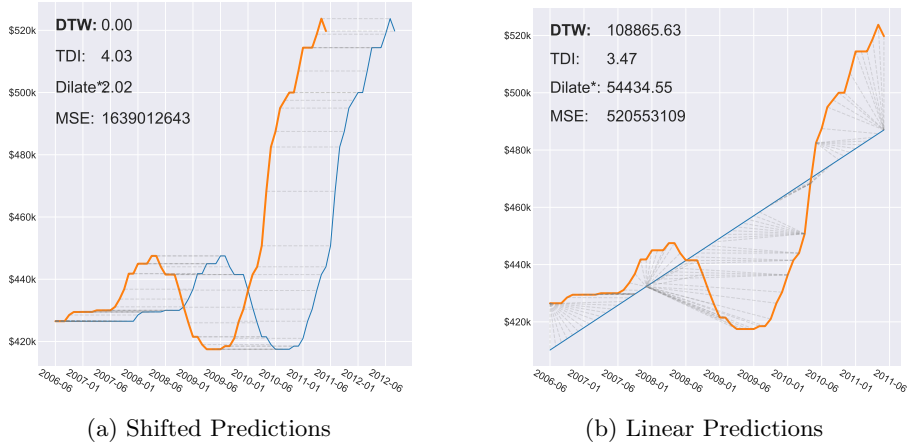 DTW: 0.00
TDI: 4.03
Dilate*: 2.02
MSE: 1639012643
$520k
$500k
$480k
$460k
$440k
$420k
2006-06
2007-01
2007-06
2008-01
2008-06
2009-01
2009-06
2010-01
2010-06
2011-01
2011-06
2012-01
2012-06
(a) Shifted Predictions
DTW: 108865.63
TDI: 3.47
Dilate*: 54434.55
MSE: 520553109
$520k
$500k
$480k
$460k
$440k
$420k
2006-06
2007-01
2007-06
2008-01
2008-06
2009-01
2009-06
2010-01
2010-06
2011-01
2011-06
(b) Linear Predictions